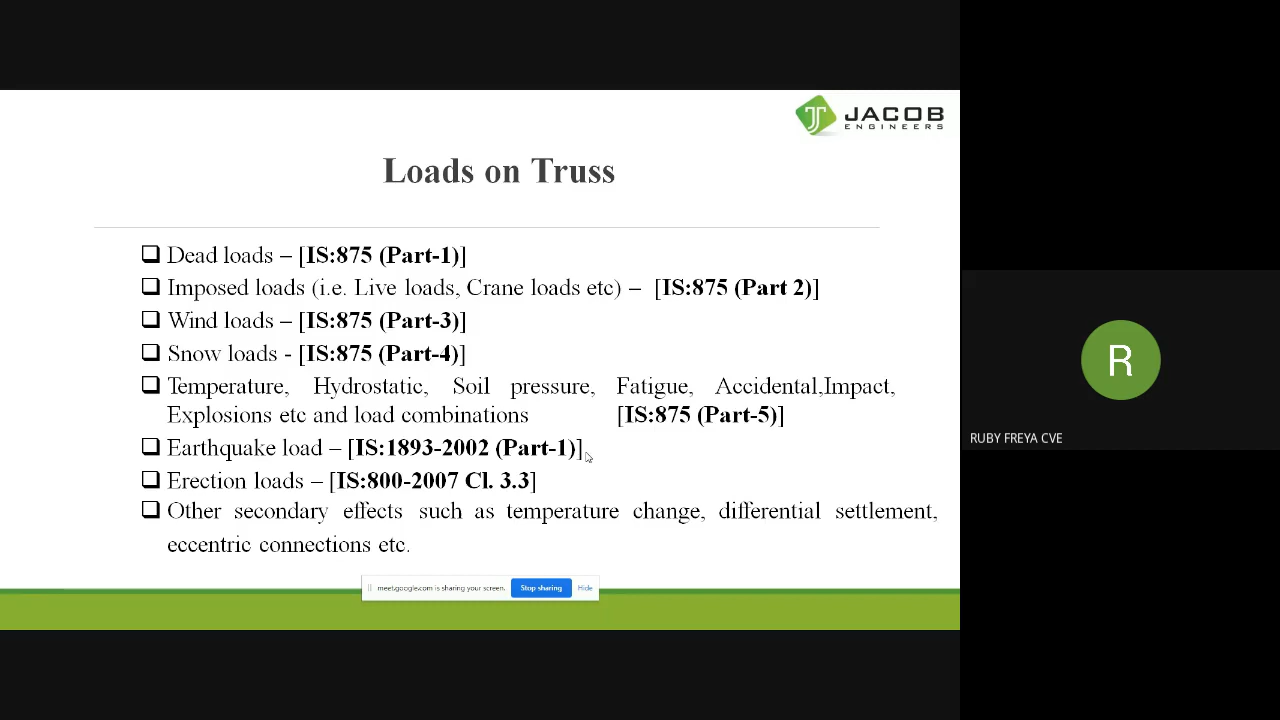 JACOB
ENGINEERS
Loads on Truss
Dead loads – [IS:875 (Part-1)]
Imposed loads (i.e. Live loads, Crane loads etc) – [IS:875 (Part 2)]
Wind loads – [IS:875 (Part-3)]
Snow loads - [IS:875 (Part-4)]
Temperature, Hydrostatic, Soil pressure, Fatigue, Accidental,Impact,
Explosions etc and load combinations [IS:875 (Part-5)]
Earthquake load – [IS:1893-2002 (Part-1)]
Erection loads – [IS:800-2007 Cl. 3.3]
Other secondary effects such as temperature change, differential settlement,
eccentric connections etc.
meet.google.com is sharing your screen. Stop sharing Hide
R
RUBY FREYA CVE